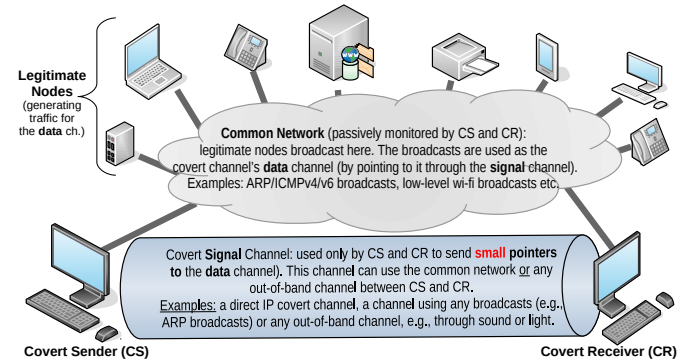 Legitimate
Nodes
(generating
traffic for
the data ch.)
Common Network (passively monitored by CS and CR):
legitimate nodes broadcast here. The broadcasts are used as the
covert channel's data channel (by pointing to it through the signal channel).
Examples: ARP/ICMPv4/v6 broadcasts, low-level wi-fi broadcasts etc.
Covert Signal Channel: used only by CS and CR to send small pointers
to the data channel). This channel can use the common network or any
out-of-band channel between CS and CR.
Examples: a direct IP covert channel, a channel using any broadcasts (e.g.,
ARP broadcasts) or any out-of-band channel, e.g., through sound or light.
Covert Sender (CS)
Covert Receiver (CR)